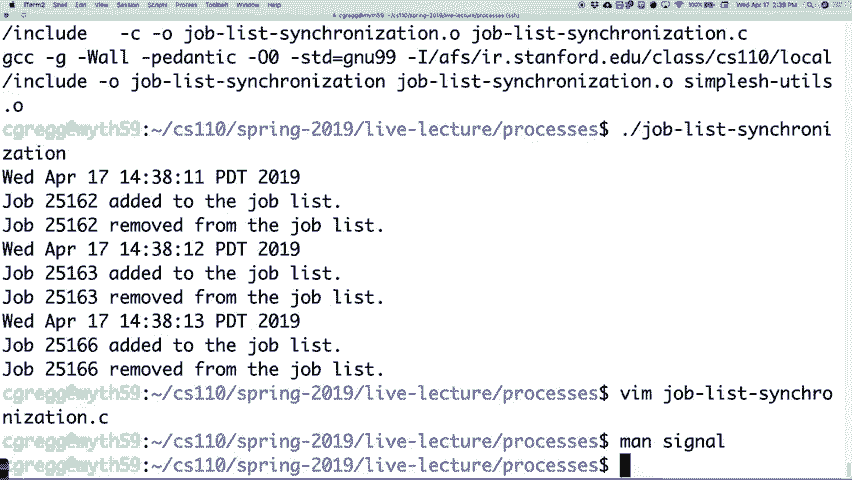 iTerm2 Shell Edit View Session Scripts Profiles Toolbelt Window Help 100% Wed Apr 17 2:38 PM
cgregg@myth59: ~/cs110/spring-2019/live-lecture/processes (ssh)
/include   -c -o job-list-synchronization.o job-list-synchronization.c
gcc -g -Wall -pedantic -O0 -std=gnu99 -I/afs/ir.stanford.edu/class/cs110/local
/include -o job-list-synchronization job-list-synchronization.o simplesh-utils
.o
cgregg@myth59:~/cs110/spring-2019/live-lecture/processes$ ./job-list-synchroni
zation
Wed Apr 17 14:38:11 PDT 2019
Job 25162 added to the job list.
Job 25162 removed from the job list.
Wed Apr 17 14:38:12 PDT 2019
Job 25163 added to the job list.
Job 25163 removed from the job list.
Wed Apr 17 14:38:13 PDT 2019
Job 25166 added to the job list.
Job 25166 removed from the job list.
cgregg@myth59:~/cs110/spring-2019/live-lecture/processes$ vim job-list-synchro
nization.c
cgregg@myth59:~/cs110/spring-2019/live-lecture/processes$ man signal
cgregg@myth59:~/cs110/spring-2019/live-lecture/processes$